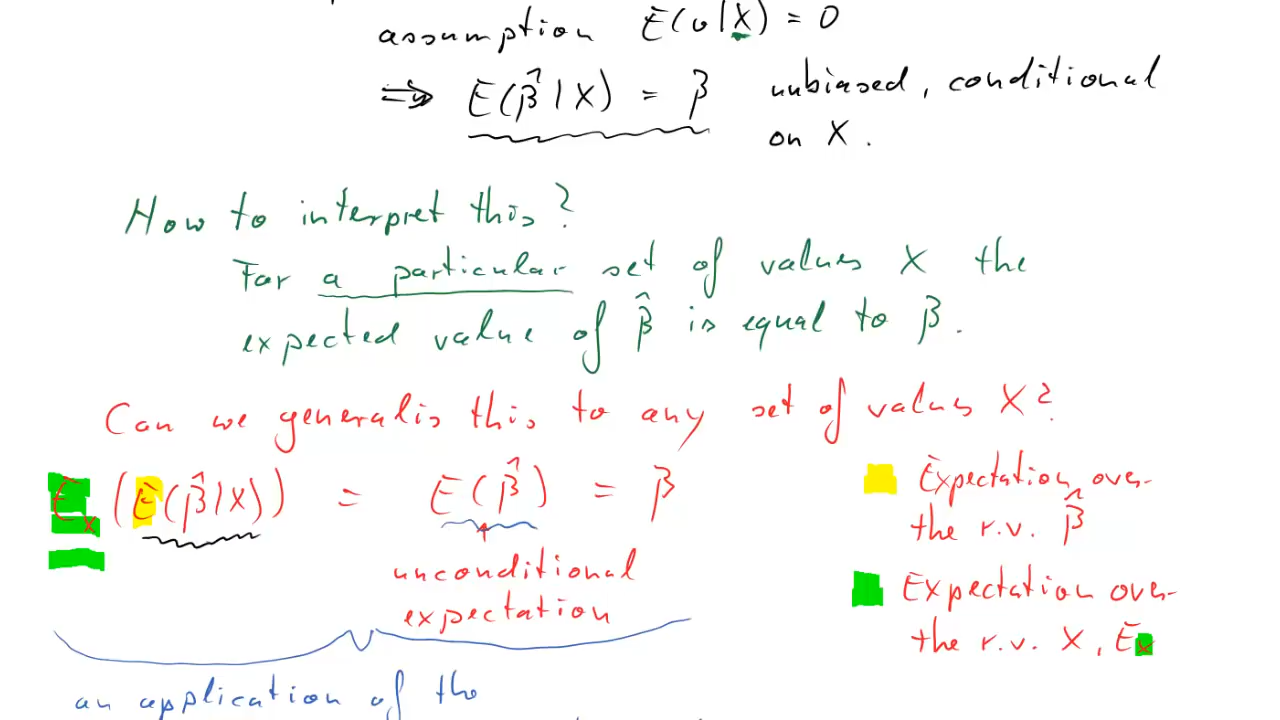 assumption E(u|X) = 0
⇒ E(β̂|X) = β unbiased, conditional
on X.
How to interpret this?
For a particular set of values X the
expected value of β̂ is equal to β.
Can we generalis this to any set of values X?
E_X(E(β̂|X)) = E(β̂) = β
unconditional
expectation
Expectation over
the r.v. β̂
Expectation over
the r.v. X, E_X
an application of the